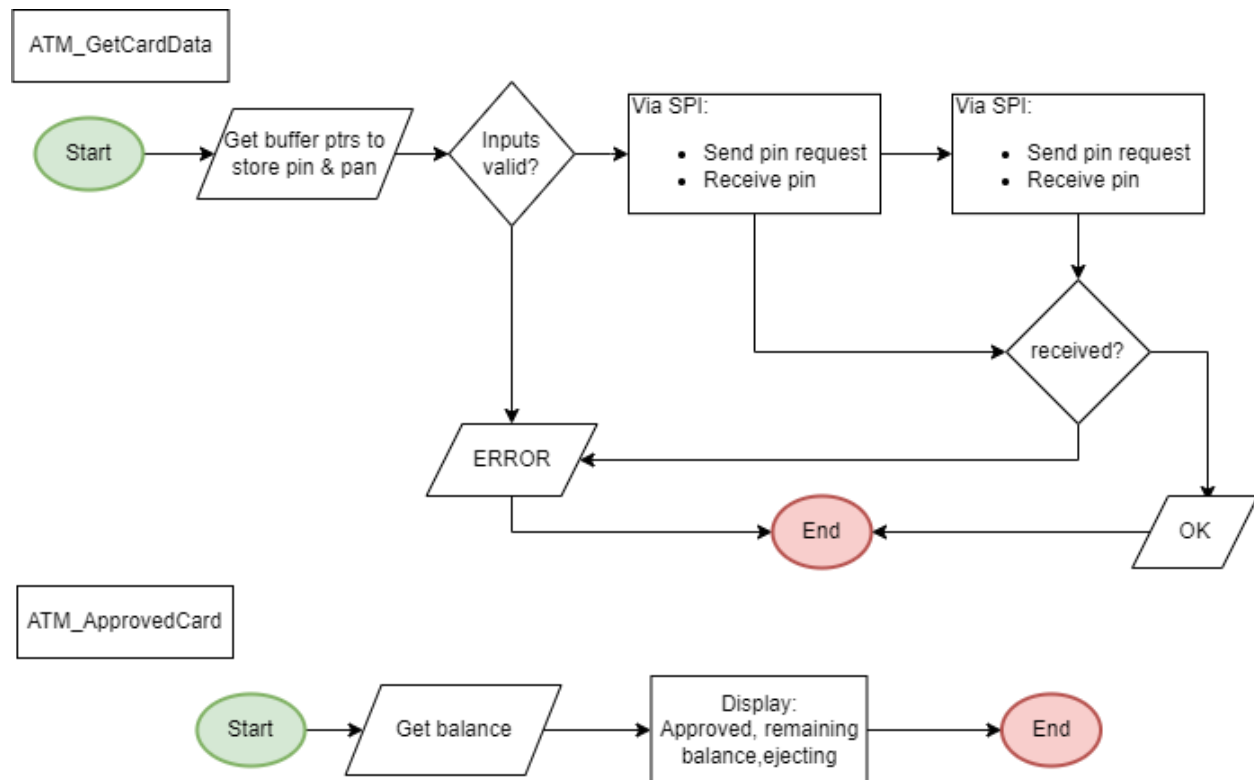 ATM_GetCardData
Start
Get buffer ptrs to
store pin & pan
Inputs
valid?
Via SPI:
• Send pin request
• Receive pin
Via SPI:
• Send pin request
• Receive pin
received?
ERROR
End
OK
ATM_ApprovedCard
Start
Get balance
Display:
Approved, remaining
balance,ejecting
End